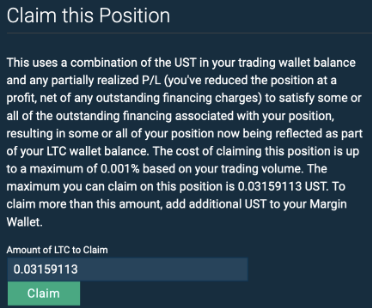 Claim this Position
This uses a combination of the UST in your trading wallet balance
and any partially realized P/L (you've reduced the position at a
profit, net of any outstanding financing charges) to satisfy some or
all of the outstanding financing associated with your position,
resulting in some or all of your position now being reflected as part
of your LTC wallet balance. The cost of claiming this position is up
to a maximum of 0.001% based on your trading volume. The
maximum you can claim on this position is 0.03159113 UST. To
claim more than this amount, add additional UST to your Margin
Wallet.
Amount of LTC to Claim
0.03159113
Claim